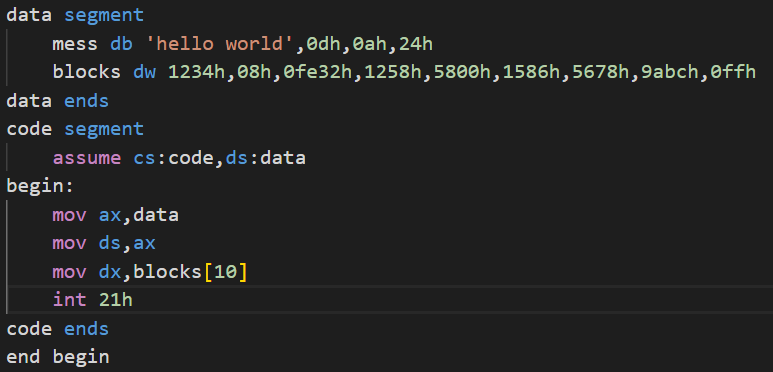 data segment
    mess db 'hello world',0dh,0ah,24h
    blocks dw 1234h,08h,0fe32h,1258h,5800h,1586h,5678h,9abch,0ffh
data ends
code segment
    assume cs:code,ds:data
begin:
    mov ax,data
    mov ds,ax
    mov dx,blocks[10]
    int 21h
code ends
end begin